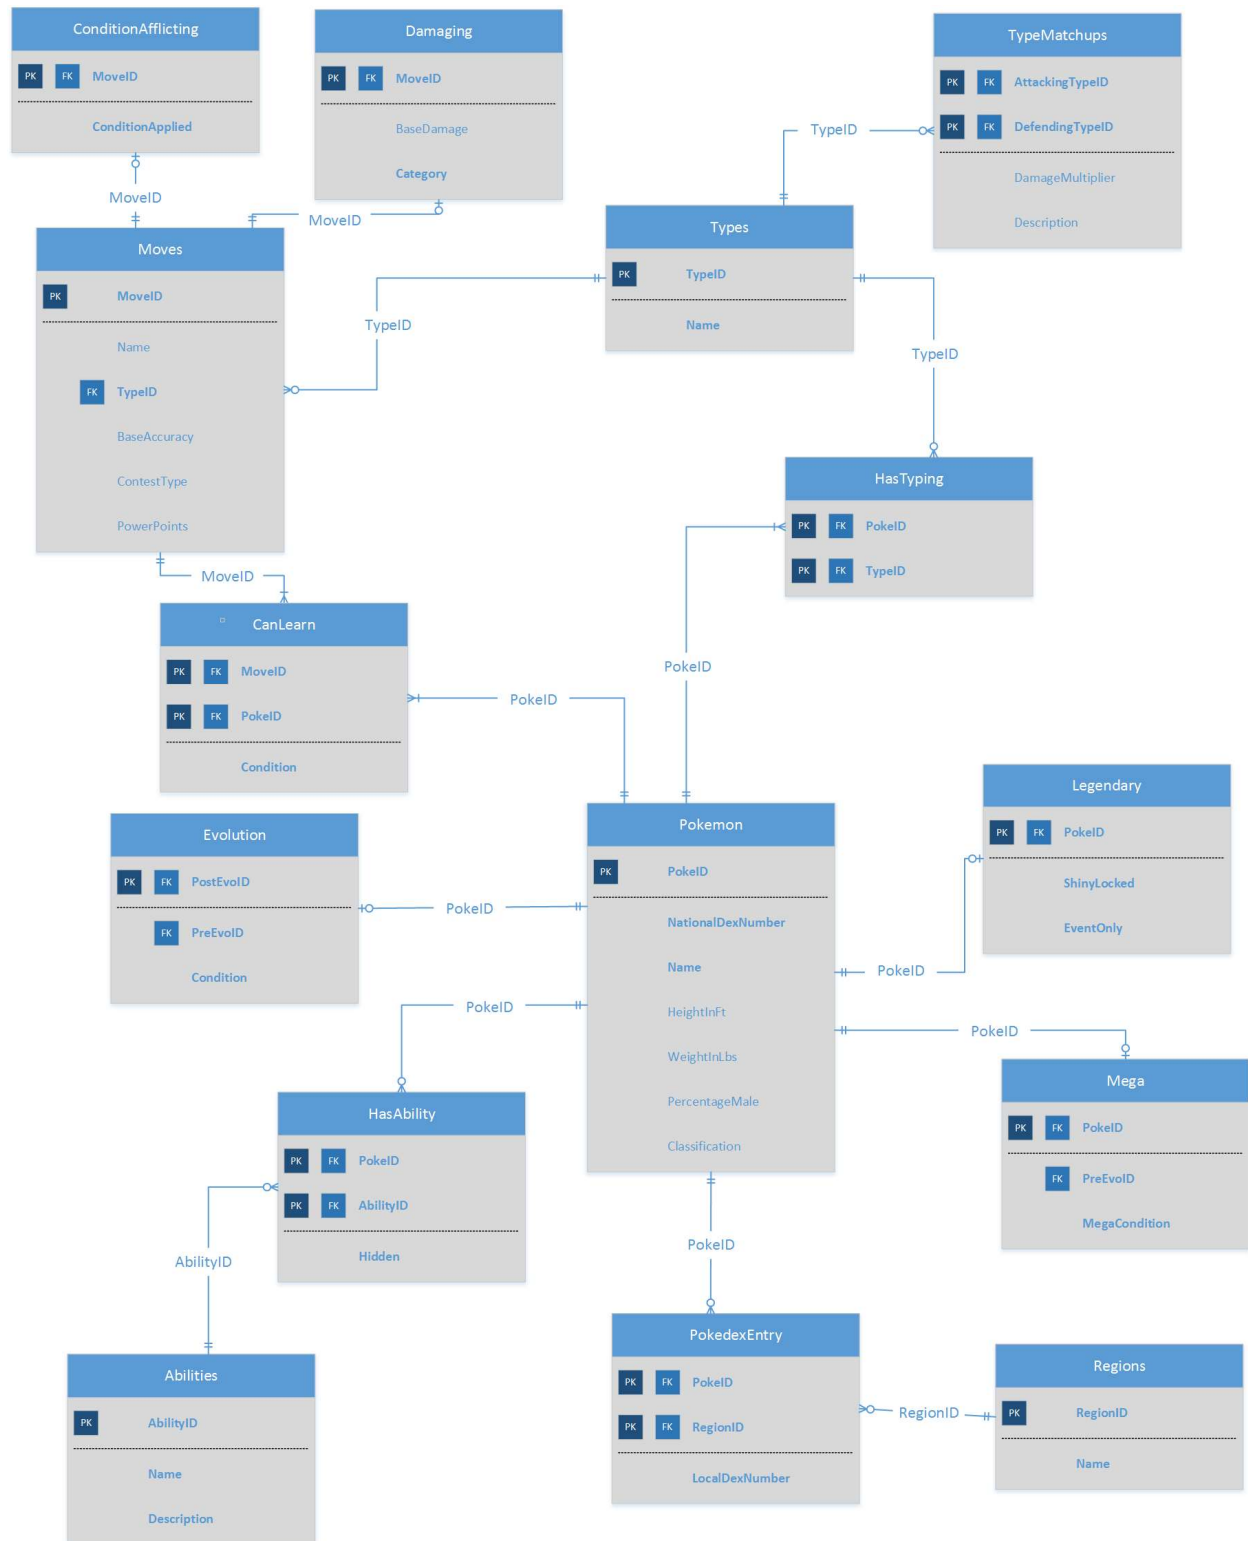 ConditionAfflicting
PK FK MoveID
ConditionApplied
Damaging
PK FK MoveID
BaseDamage
Category
TypeMatchups
PK FK AttackingTypeID
PK FK DefendingTypeID
DamageMultiplier
Description
TypeID
MoveID
MoveID
Types
PK TypeID
Name
Moves
PK MoveID
Name
FK TypeID
BaseAccuracy
ContestType
PowerPoints
TypeID
TypeID
HasTyping
PK FK PokeID
PK FK TypeID
MoveID
CanLearn
PK FK MoveID
PK FK PokeID
Condition
PokeID
PokeID
Legendary
PK FK PokeID
ShinyLocked
EventOnly
Evolution
PK FK PostEvoID
FK PreEvoID
Condition
PokeID
Pokemon
PK PokeID
NationalDexNumber
Name
HeightInFt
WeightInLbs
PercentageMale
Classification
PokeID
PokeID
PokeID
Mega
PK FK PokeID
FK PreEvoID
MegaCondition
HasAbility
PK FK PokeID
PK FK AbilityID
Hidden
AbilityID
PokeID
Abilities
PK AbilityID
Name
Description
PokedexEntry
PK FK PokeID
PK FK RegionID
LocalDexNumber
RegionID
Regions
PK RegionID
Name